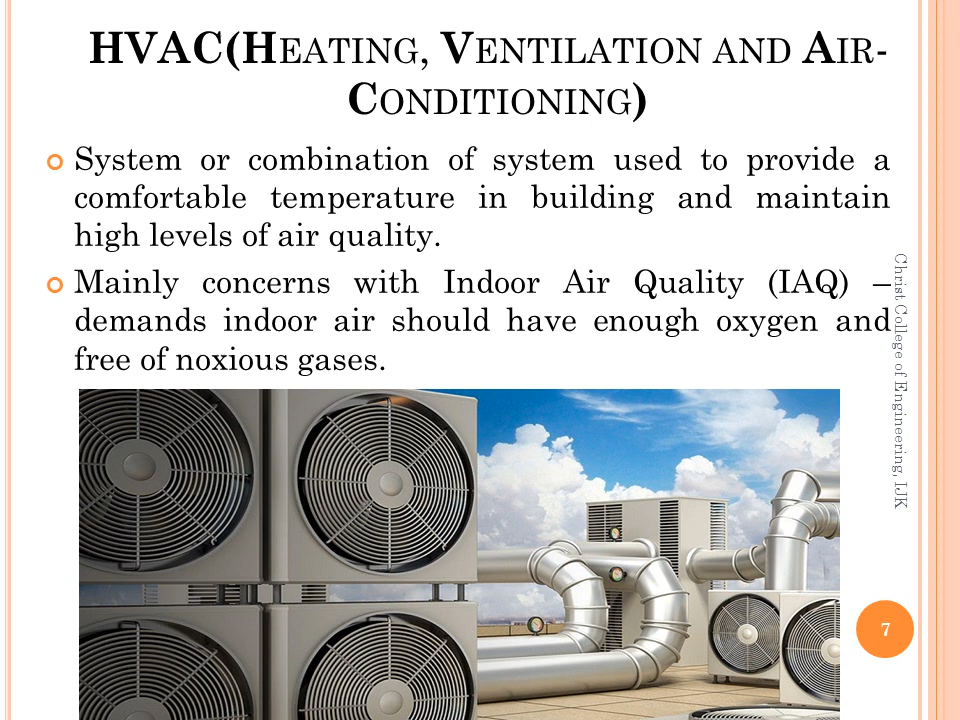 HVAC(HEATING, VENTILATION AND AIR-
CONDITIONING)
System or combination of system used to provide a
comfortable temperature in building and maintain
high levels of air quality.
Mainly concerns with Indoor Air Quality (IAQ) –
demands indoor air should have enough oxygen and
free of noxious gases.
Christ College of Engineering, IJK
7